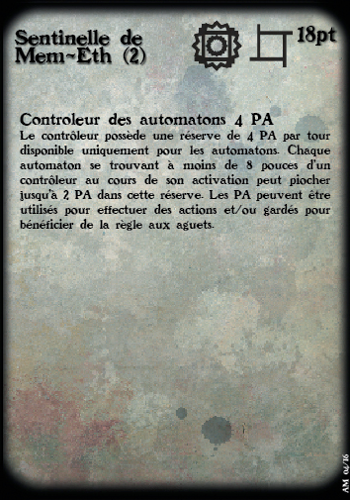 Sentinelle de
Mem~Eth (2)
18pt
Controleur des automatons 4 PA
Le contrôleur possède une réserve de 4 PA par tour
disponible uniquement pour les automatons. Chaque
automaton se trouvant à moins de 8 pouces d'un
contrôleur au cours de son activation peut piocher
jusqu'à 2 PA dans cette réserve. Les PA peuvent être
utilisés pour effectuer des actions et/ou gardés pour
bénéficier de la règle aux aguets.
AM 04/16